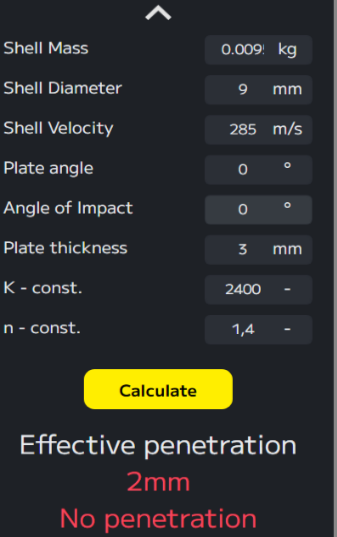 Shell Mass 0.009 kg
Shell Diameter 9 mm
Shell Velocity 285 m/s
Plate angle 0 °
Angle of Impact 0 °
Plate thickness 3 mm
K - const. 2400 -
n - const. 1,4 -
Calculate
Effective penetration
2mm
No penetration